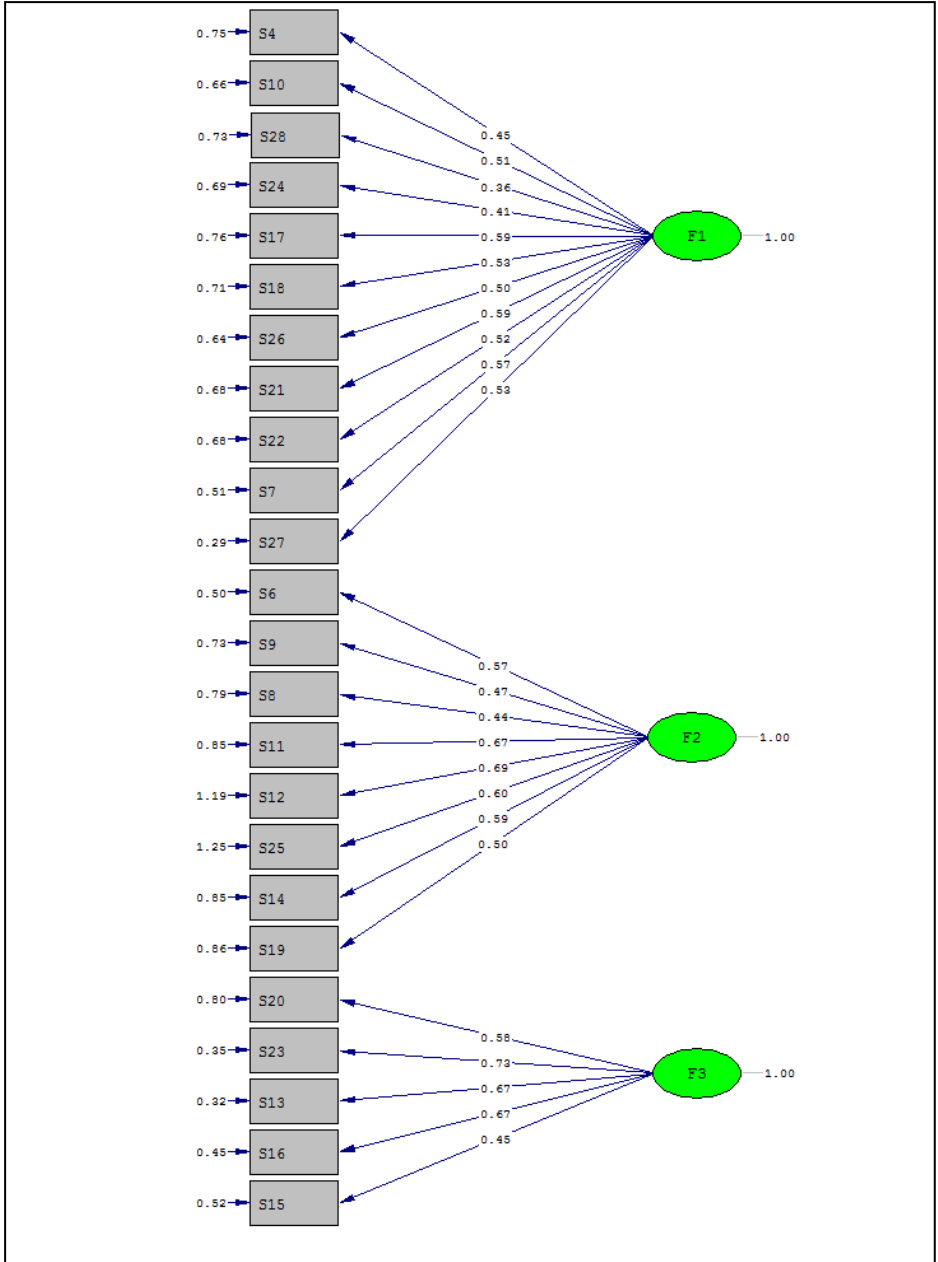 0.75 S4
0.66 S10
0.73 S28
0.45
0.51
0.69 S24
0.36
0.41
0.76 S17
0.59
F1 1.00
0.71 S18
0.53
0.50
0.64 S26
0.59
0.52
0.57
0.68 S21
0.53
0.68 S22
0.51 S7
0.29 S27
0.50 S6
0.73 S9
0.57
0.79 S8
0.47
0.44
0.85 S11
0.67
F2 1.00
1.19 S12
0.69
0.60
0.59
1.25 S25
0.50
0.85 S14
0.86 S19
0.80 S20
0.58
0.35 S23
0.73
F3 1.00
0.32 S13
0.67
0.67
0.45 S16
0.45
0.52 S15